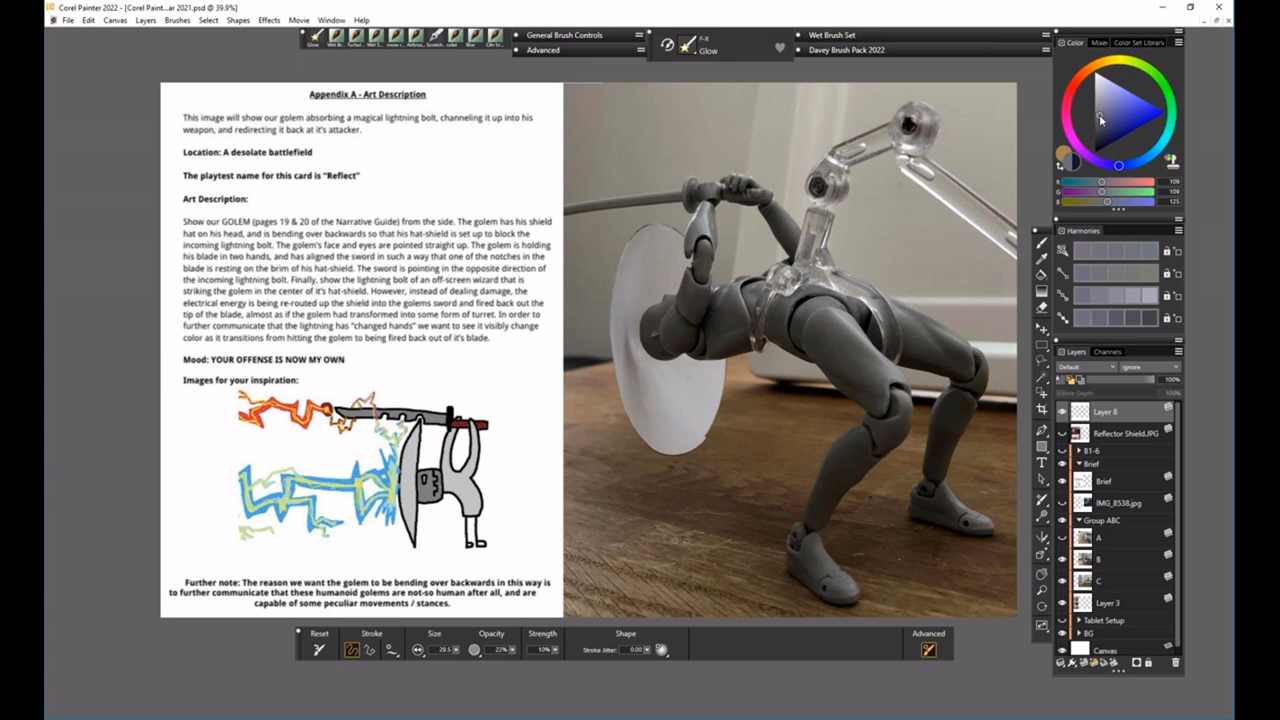 Corel Painter 2022 - [Corel Paint...ar 2021.psd @ 39.9%]
File Edit Canvas Layers Brushes Select Shapes Effects Movie Window Help
Glow
General Brush Controls
Advanced
F-X
Glow
Wet Brush Set
Davey Brush Pack 2022
Color Mixer Color Set Librari
R 109
G 109
B 125
Harmonies
Layers Channels
Default Ignore
100%
100%
Layer 8
Reflector Shield.JPG
B1-6
Brief
Brief
IMG_8538.jpg
Group ABC
A
B
C
Layer 3
Tablet Setup
BG
Canvas
Appendix A - Art Description
This image will show our golem absorbing a magical lightning bolt, channeling it up into his
weapon, and redirecting it back at it's attacker.
Location: A desolate battlefield
The playtest name for this card is "Reflect"
Art Description:
Show our GOLEM (pages 19 & 20 of the Narrative Guide) from the side. The golem has his shield
hat on his head, and is bending over backwards so that his hat-shield is set up to block the
incoming lightning bolt. The golem's face and eyes are pointed straight up. The golem is holding
his blade in two hands, and has aligned the sword in such a way that one of the notches in the
blade is resting on the brim of his hat-shield. The sword is pointing in the opposite direction of
the incoming lightning bolt. Finally, show the lightning bolt of an off-screen wizard that is
striking the golem in the center of it's hat-shield. However, instead of dealing damage, the
electrical energy is being re-routed up the shield into the golems sword and fired back out the
tip of the blade, almost as if the golem had transformed into some form of turret. In order to
further communicate that the lightning has "changed hands" we want to see it visibly change
color as it transitions from hitting the golem to being fired back out of it's blade.
Mood: YOUR OFFENSE IS NOW MY OWN
Images for your inspiration:
Further note: The reason we want the golem to be bending over backwards in this way is
to further communicate that these humanoid golems are not-so human after all, and are
capable of some peculiar movements / stances.
Reset Stroke Size Opacity Strength Shape Advanced
29.5 22% 10% Stroke Jitter: 0.00